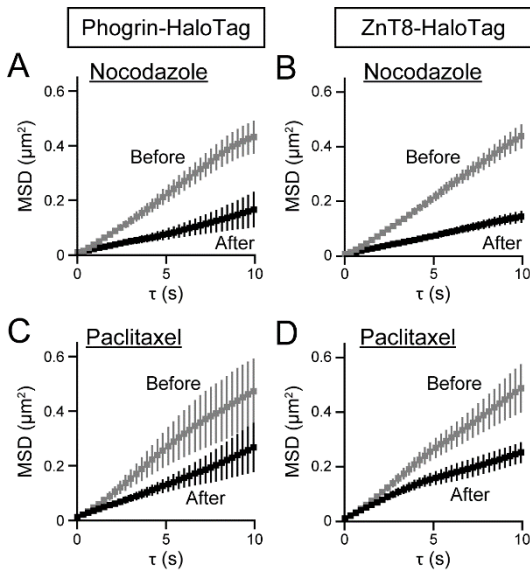 Phogrin-HaloTag
ZnT8-HaloTag
A
Nocodazole
0.6
0.4
0.2
0
MSD (μm²)
Before
After
0
5
10
τ (s)
B
Nocodazole
0.6
0.4
0.2
0
MSD (μm²)
Before
After
0
5
10
τ (s)
C
Paclitaxel
0.6
0.4
0.2
0
MSD (μm²)
Before
After
0
5
10
τ (s)
D
Paclitaxel
0.6
0.4
0.2
0
MSD (μm²)
Before
After
0
5
10
τ (s)